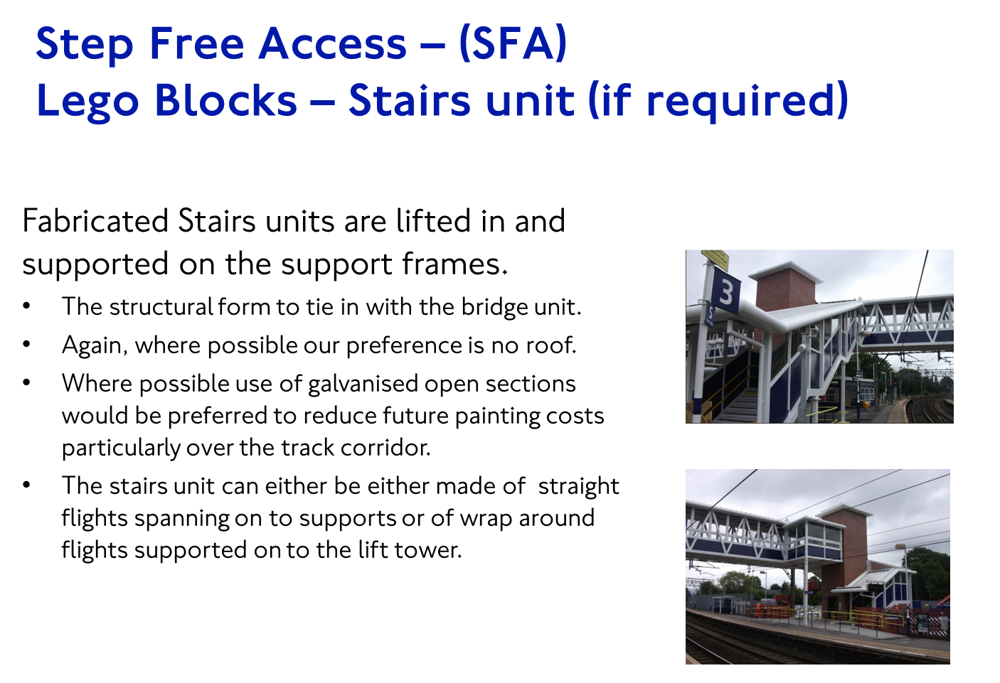 Step Free Access – (SFA)
Lego Blocks – Stairs unit (if required)
Fabricated Stairs units are lifted in and
supported on the support frames.
• The structural form to tie in with the bridge unit.
• Again, where possible our preference is no roof.
• Where possible use of galvanised open sections
would be preferred to reduce future painting costs
particularly over the track corridor.
• The stairs unit can either be either made of  straight
flights spanning on to supports or of wrap around
flights supported on to the lift tower.
3
S